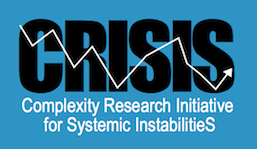 CRISIS
Complexity Research Initiative
for Systemic InstabilitieS